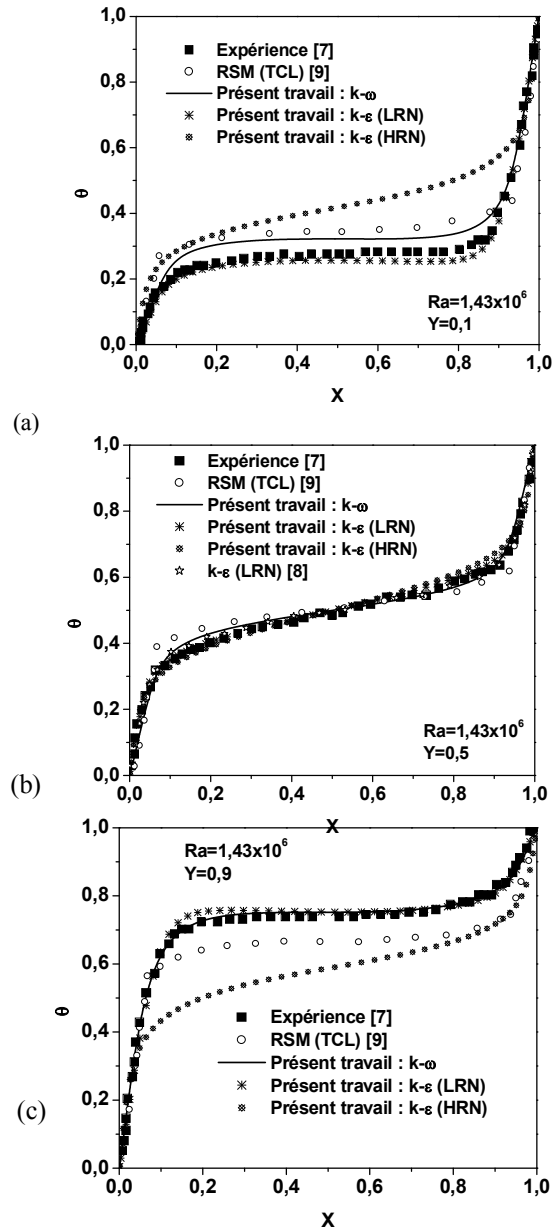 1,0
0,8
0,6
0,4
0,2
0,0
θ
Expérience [7]
RSM (TCL) [9]
Présent travail : k-ω
Présent travail : k-ε (LRN)
Présent travail : k-ε (HRN)
Ra=1,43x10⁶
Y=0,1
0,0 0,2 0,4 0,6 0,8 1,0
X
(a)
1,0
0,8
0,6
0,4
0,2
0,0
θ
Expérience [7]
RSM (TCL) [9]
Présent travail : k-ω
Présent travail : k-ε (LRN)
Présent travail : k-ε (HRN)
k-ε (LRN) [8]
Ra=1,43x10⁶
Y=0,5
0,0 0,2 0,4 0,6 0,8 1,0
X
(b)
1,0
0,8
0,6
0,4
0,2
0,0
θ
Ra=1,43x10⁶
Y=0,9
Expérience [7]
RSM (TCL) [9]
Présent travail : k-ω
Présent travail : k-ε (LRN)
Présent travail : k-ε (HRN)
0,0 0,2 0,4 0,6 0,8 1,0
X
(c)